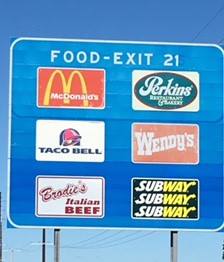 FOOD-EXIT 21
McDonald's
Perkins
RESTAURANT
& BAKERY
TACO BELL
WENDY'S
Brodie's
Italian
BEEF
SUBWAY
SUBWAY
SUBWAY